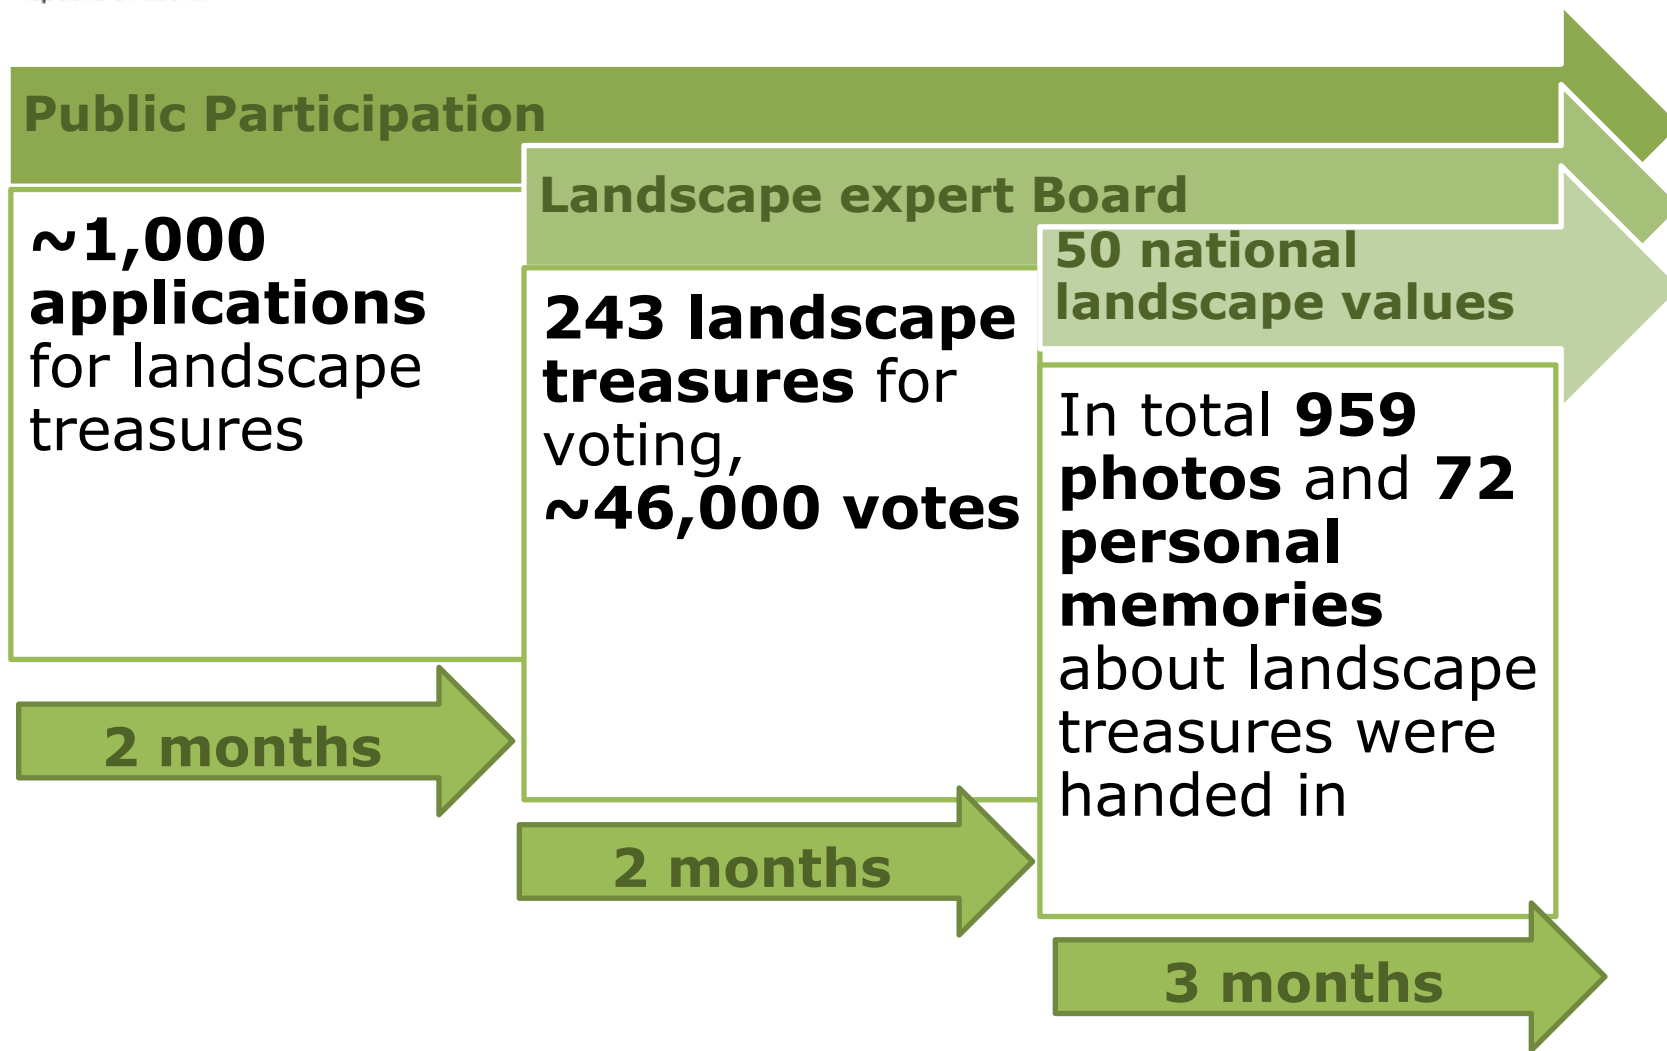 Public Participation
~1,000
applications
for landscape
treasures
2 months
Landscape expert Board
243 landscape
treasures for
voting,
~46,000 votes
2 months
50 national
landscape values
In total 959
photos and 72
personal
memories
about landscape
treasures were
handed in
3 months